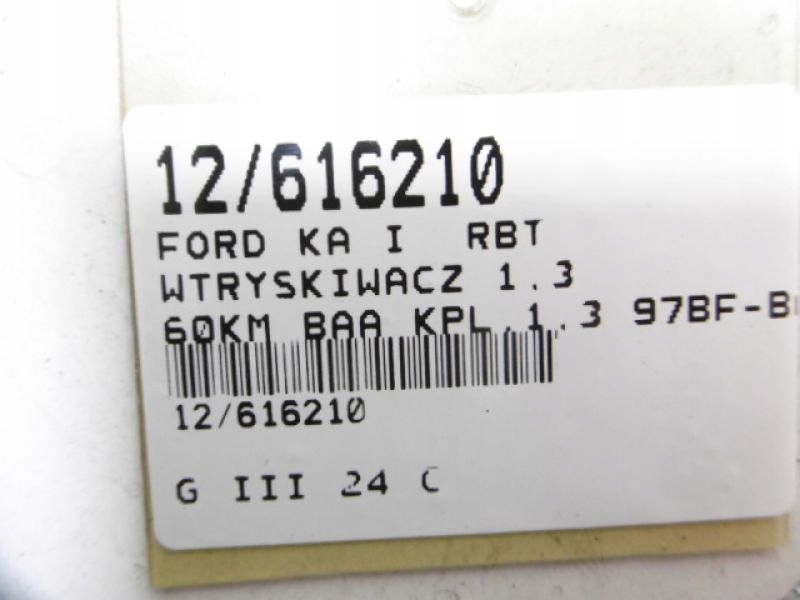 12/616210
FORD KA I RBT
WTRYSKIWACZ 1.3
60KM BAA KPL.1.3 97BF-B
12/616210
G III 24 C